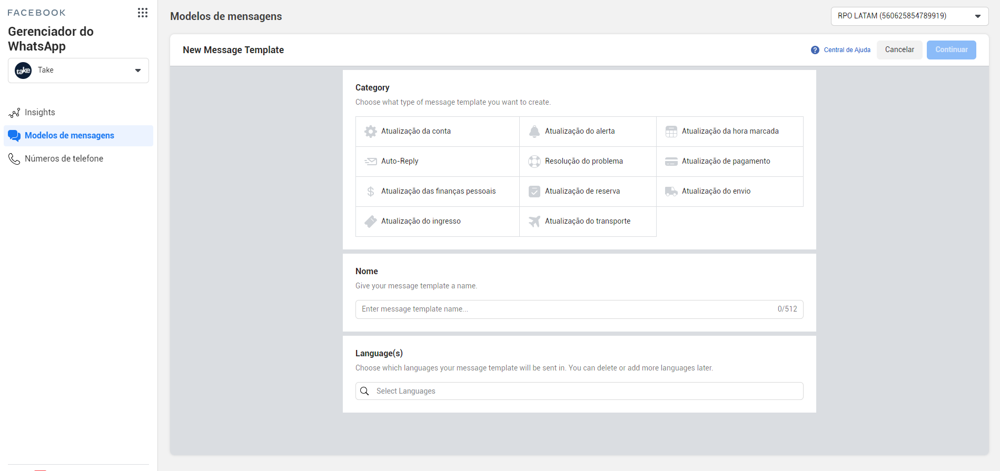 FACEBOOK
Gerenciador do
WhatsApp
take
Take
Insights
Modelos de mensagens
Números de telefone
Modelos de mensagens
RPO LATAM (560625854789919)
New Message Template
? Central de Ajuda
Cancelar
Continuar
Category
Choose what type of message template you want to create.
Atualização da conta
Atualização do alerta
Atualização da hora marcada
Auto-Reply
Resolução do problema
Atualização de pagamento
$ Atualização das finanças pessoais
Atualização de reserva
Atualização do envio
Atualização do ingresso
Atualização do transporte
Nome
Give your message template a name.
Enter message template name...
0/512
Language(s)
Choose which languages your message template will be sent in. You can delete or add more languages later.
Select Languages